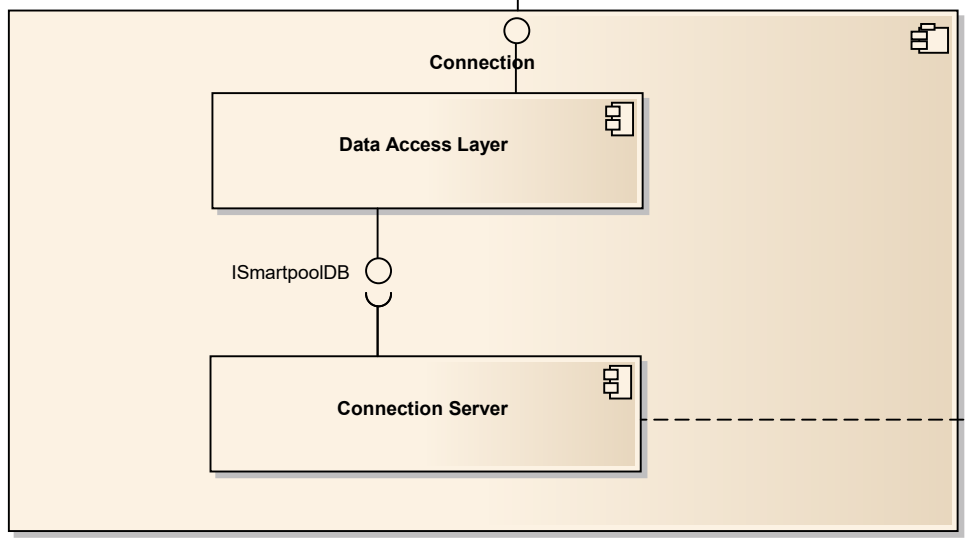 Connection
Data Access Layer
ISmartpoolDB
Connection Server